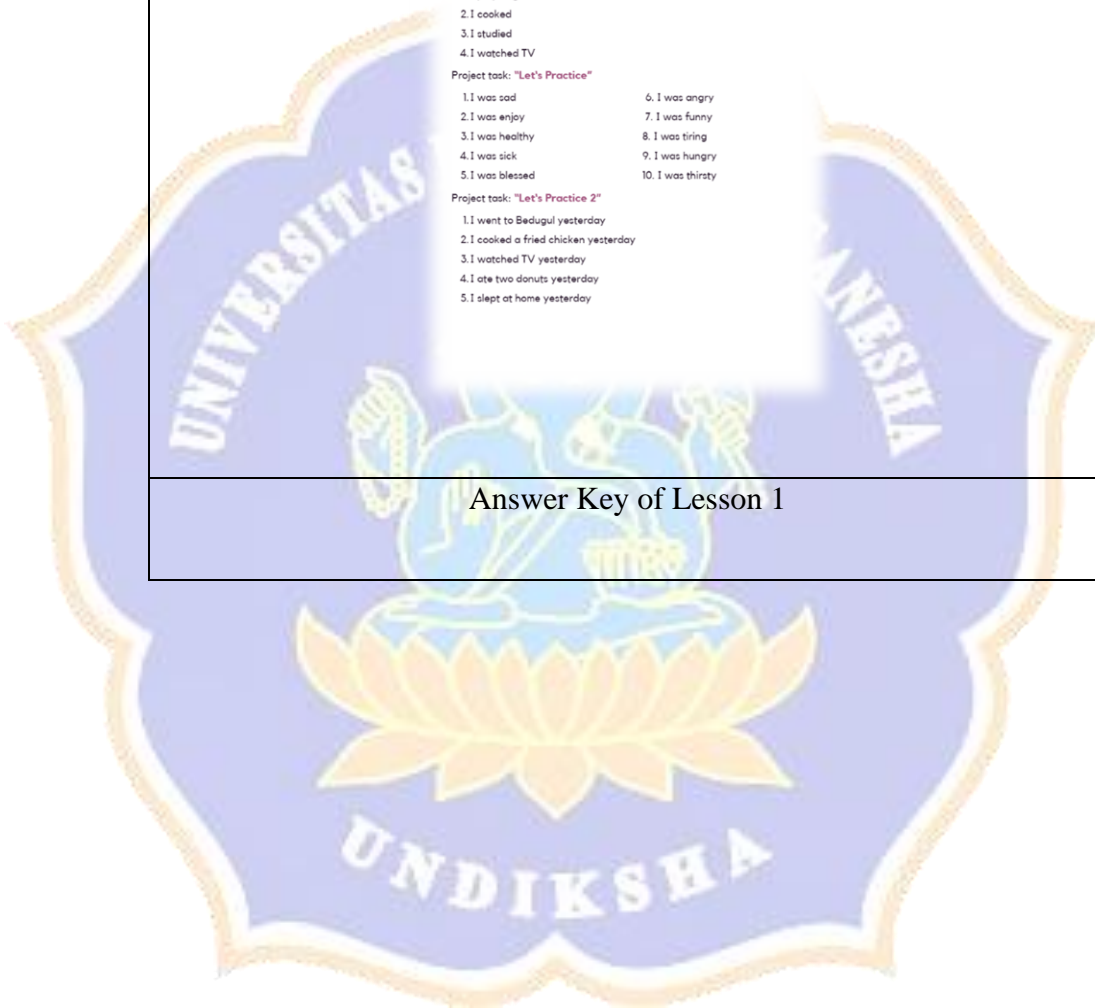 2. I cooked
3. I studied
4. I watched TV
Project task: "Let's Practice"
1. I was sad
2. I was enjoy
3. I was healthy
4. I was sick
5. I was blessed
6. I was angry
7. I was funny
8. I was tiring
9. I was hungry
10. I was thirsty
Project task: "Let's Practice 2"
1. I went to Bedugul yesterday
2. I cooked a fried chicken yesterday
3. I watched TV yesterday
4. I ate two donuts yesterday
5. I slept at home yesterday
Answer Key of Lesson 1
UNIVERSITAS
ANESHA
UNDIKSHA